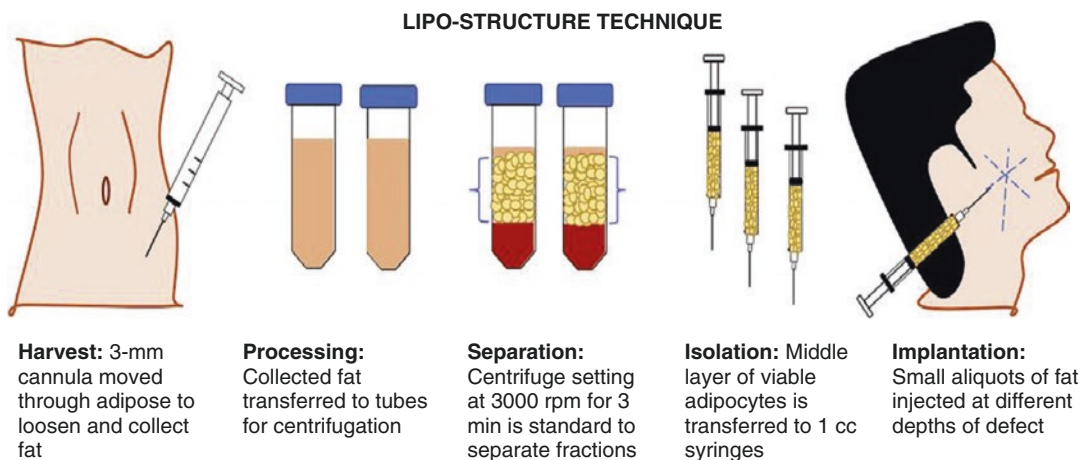 LIPO-STRUCTURE TECHNIQUE
Harvest: 3-mm
cannula moved
through adipose to
loosen and collect
fat
Processing:
Collected fat
transferred to tubes
for centrifugation
Separation:
Centrifuge setting
at 3000 rpm for 3
min is standard to
separate fractions
Isolation: Middle
layer of viable
adipocytes is
transferred to 1 cc
syringes
Implantation:
Small aliquots of fat
injected at different
depths of defect